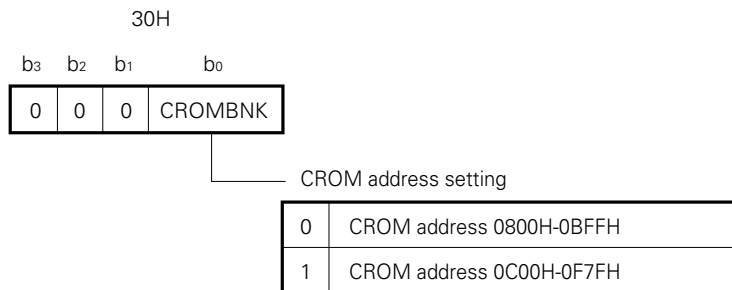 30H
b3 b2 b1 b0
0 0 0 CROMBNK
CROM address setting
0 CROM address 0800H-0BFFH
1 CROM address 0C00H-0F7FH